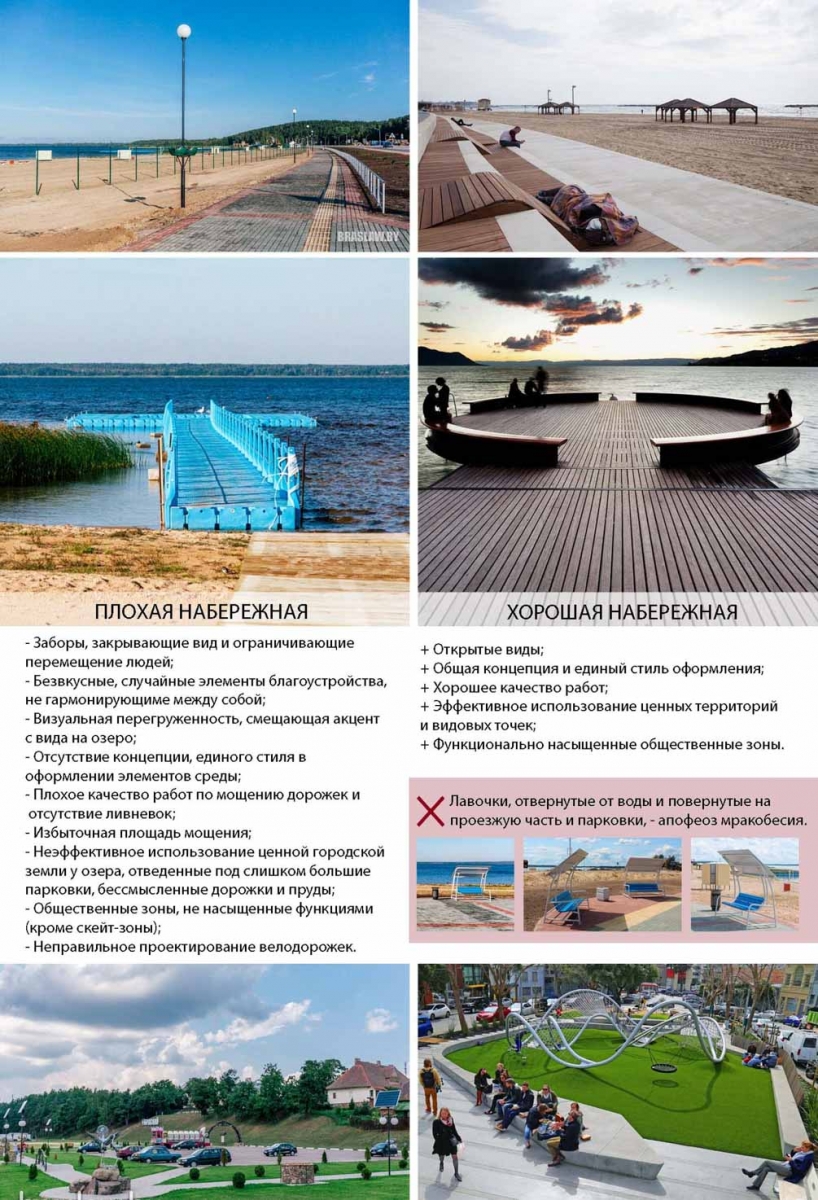 BRASLAW.BY
ПЛОХАЯ НАБЕРЕЖНАЯ
- Заборы, закрывающие вид и ограничивающие
перемещение людей;
- Безвкусные, случайные элементы благоустройства,
не гармонирующиме между собой;
- Визуальная перегруженность, смещающая акцент
с вида на озеро;
- Отсутствие концепции, единого стиля в
оформлении элементов среды;
- Плохое качество работ по мощению дорожек и
отсутствие ливневок;
- Избыточная площадь мощения;
- Неэффективное использование ценной городской
земли у озера, отведенные под слишком большие
парковки, бессмысленные дорожки и пруды;
- Общественные зоны, не насыщенные функциями
(кроме скейт-зоны);
- Неправильное проектирование велодорожек.
ХОРОШАЯ НАБЕРЕЖНАЯ
+ Открытые виды;
+ Общая концепция и единый стиль оформления;
+ Хорошее качество работ;
+ Эффективное использование ценных территорий
и видовых точек;
+ Функционально насыщенные общественные зоны.
Лавочки, отвернутые от воды и повернутые на
проезжую часть и парковки, - апофеоз мракобесия.